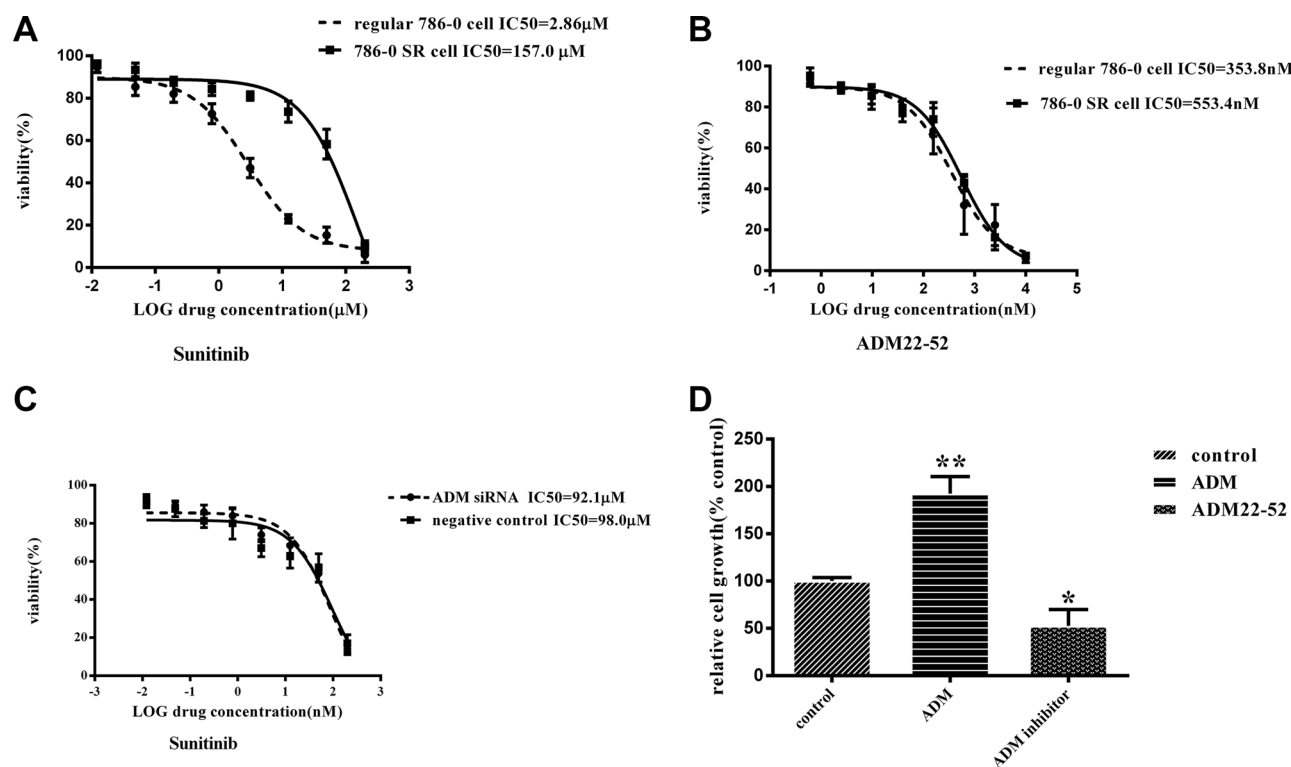 A
regular 786-0 cell IC50=2.86μM
786-0 SR cell IC50=157.0 μM
100
80
60
40
20
0
viability(%)
-2
-1
0
1
2
3
LOG drug concentration(μM)
Sunitinib
B
regular 786-0 cell IC50=353.8nM
786-0 SR cell IC50=553.4nM
100
80
60
40
20
0
viability(%)
-1
0
1
2
3
4
5
LOG drug concentration(nM)
ADM22-52
C
ADM siRNA IC50=92.1μM
negative control IC50=98.0μM
100
80
60
40
20
0
viability(%)
-3
-2
-1
0
1
2
3
LOG drug concentration(nM)
Sunitinib
D
250
200
150
100
50
0
relative cell growth(% control)
**
*
control
ADM
ADM inhibitor
control
ADM
ADM22-52